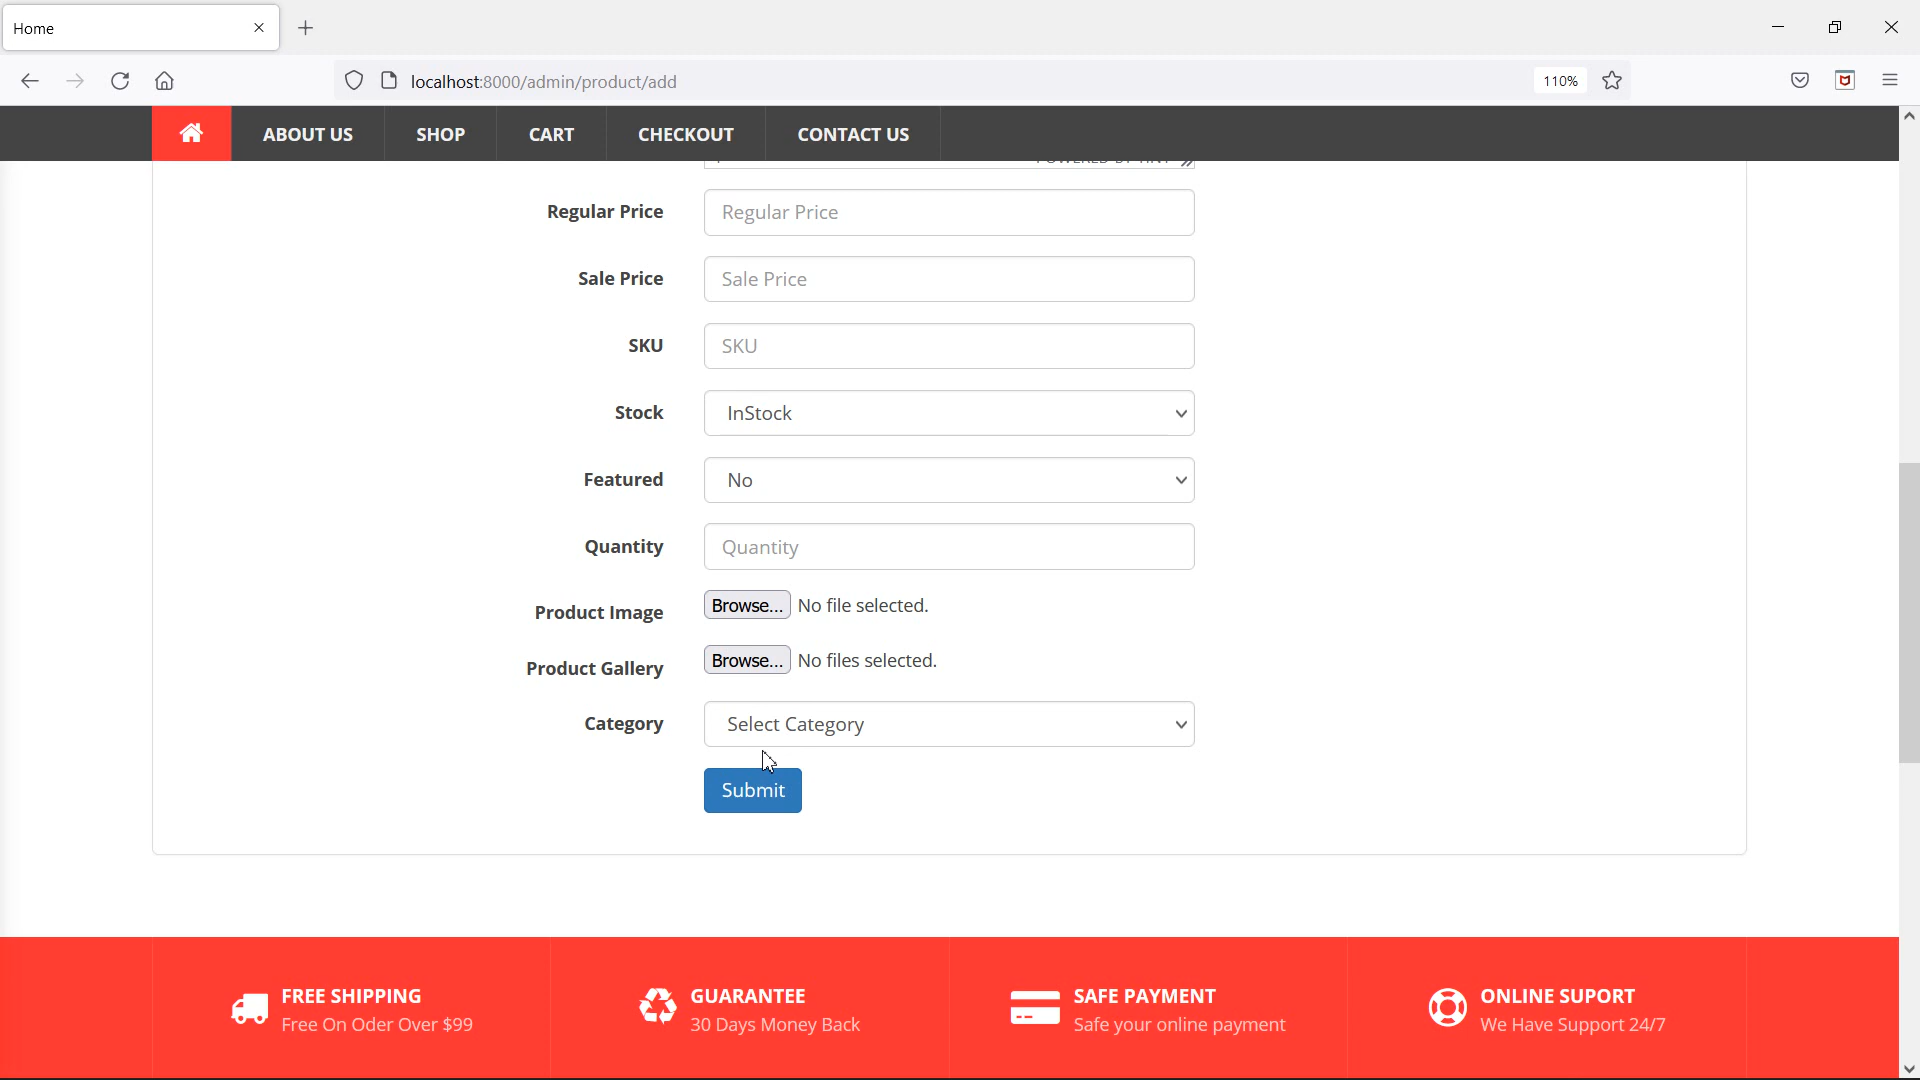 Home
localhost:8000/admin/product/add
110%
ABOUT US SHOP CART CHECKOUT CONTACT US
POWERED BY TINY
Regular Price Regular Price
Sale Price Sale Price
SKU SKU
Stock InStock
Featured No
Quantity Quantity
Product Image Browse... No file selected.
Product Gallery Browse... No files selected.
Category Select Category
Submit
FREE SHIPPING
Free On Oder Over $99
GUARANTEE
30 Days Money Back
SAFE PAYMENT
Safe your online payment
ONLINE SUPORT
We Have Support 24/7